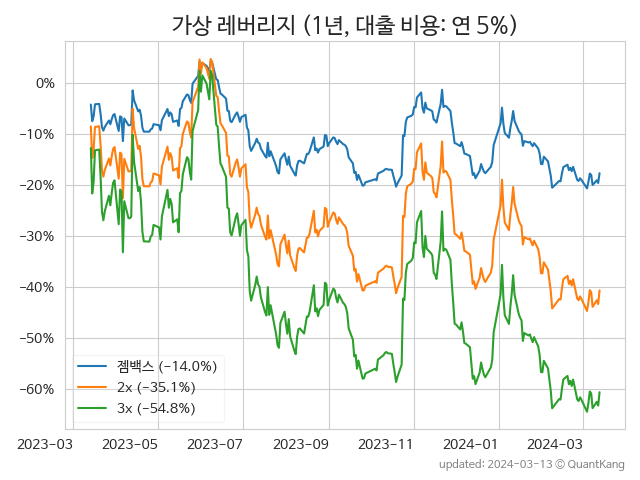 가상 레버리지 (1년, 대출 비용: 연 5%)
0%
−10%
−20%
−30%
−40%
−50%
−60%
젬백스 (−14.0%)
2x (−35.1%)
3x (−54.8%)
2023-03 2023-05 2023-07 2023-09 2023-11 2024-01 2024-03
updated: 2024-03-13 © QuantKang